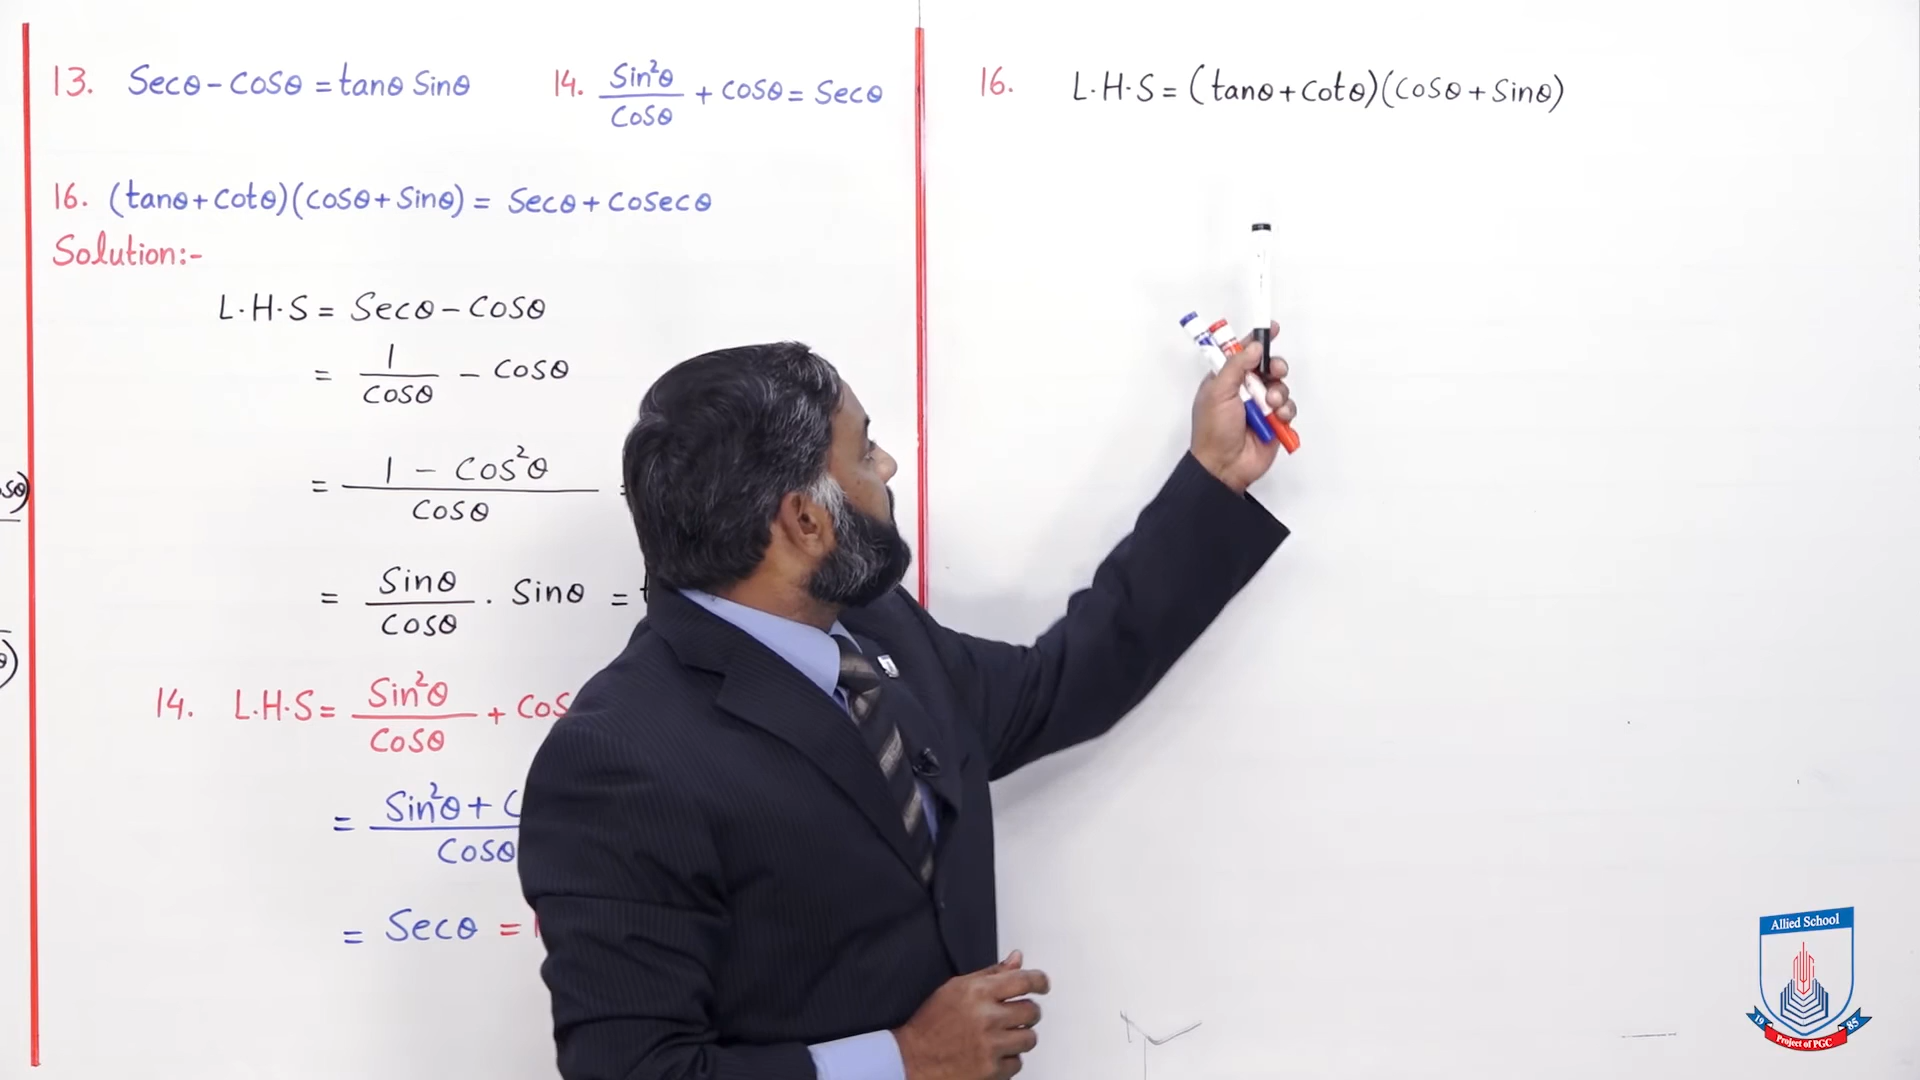 13. Secθ - Cosθ = tanθ Sinθ
14. Sin²θ/Cosθ + Cosθ = Secθ
16. (tanθ + Cotθ)(Cosθ + Sinθ) = Secθ + Cosecθ
Solution:-
L.H.S = Secθ - Cosθ
= 1/Cosθ - Cosθ
= 1 - Cos²θ/Cosθ
= Sinθ/Cosθ . Sinθ =
14. L.H.S = Sin²θ/Cosθ +
= Sin²θ + /Cosθ
= Secθ =
16. L.H.S = (tanθ + Cotθ)(Cosθ + Sinθ)
Allied School
19 85
Project of PGC